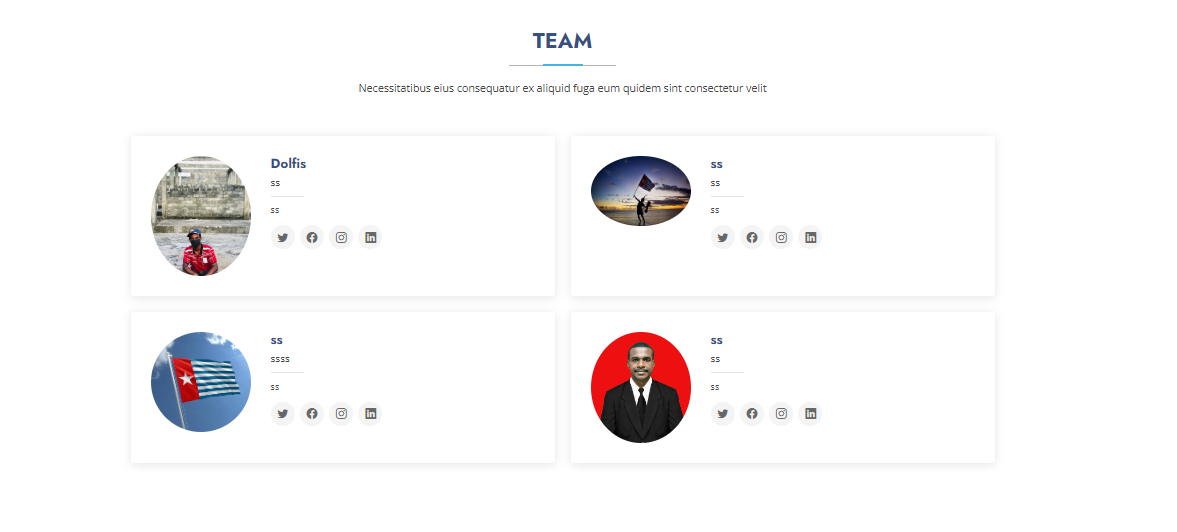 TEAM
Necessitatibus eius consequatur ex aliquid fuga eum quidem sint consectetur velit
Dolfis
ss
ss
ss
ss
ss
ss
ssss
ss
ss
ss
ss